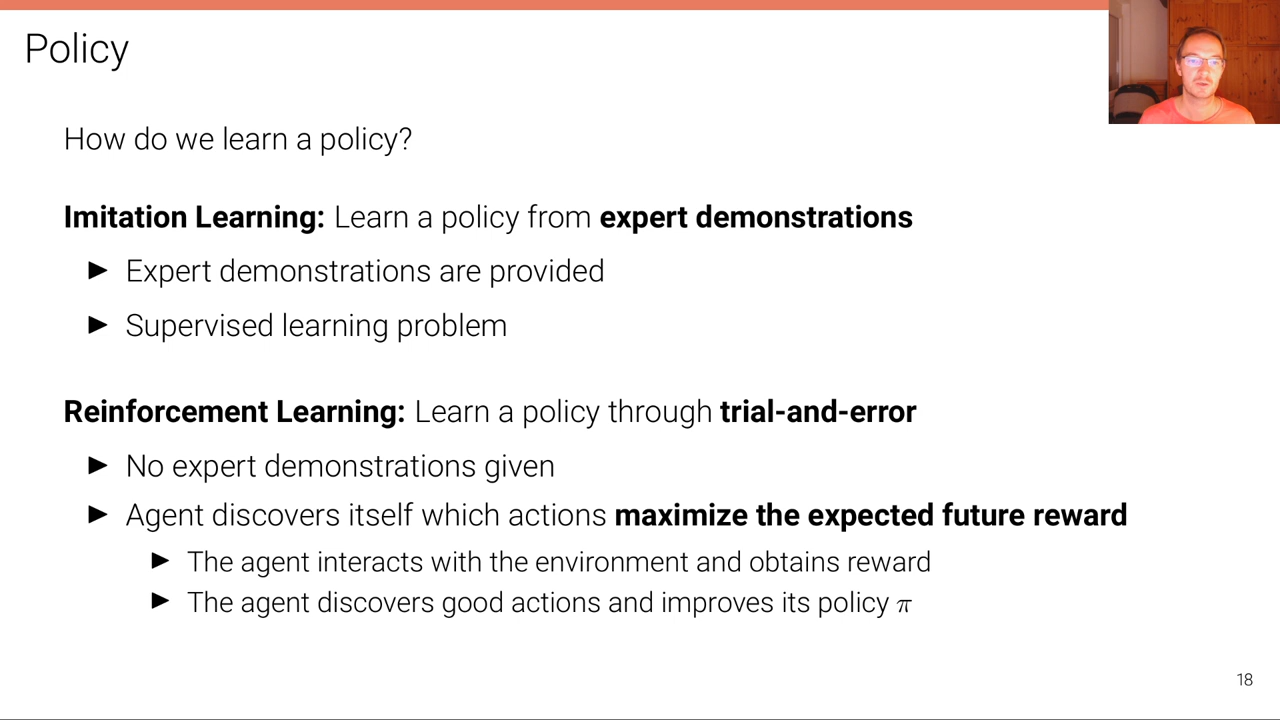 Policy
How do we learn a policy?
Imitation Learning: Learn a policy from expert demonstrations
▶ Expert demonstrations are provided
▶ Supervised learning problem
Reinforcement Learning: Learn a policy through trial-and-error
▶ No expert demonstrations given
▶ Agent discovers itself which actions maximize the expected future reward
▶ The agent interacts with the environment and obtains reward
▶ The agent discovers good actions and improves its policy π
18